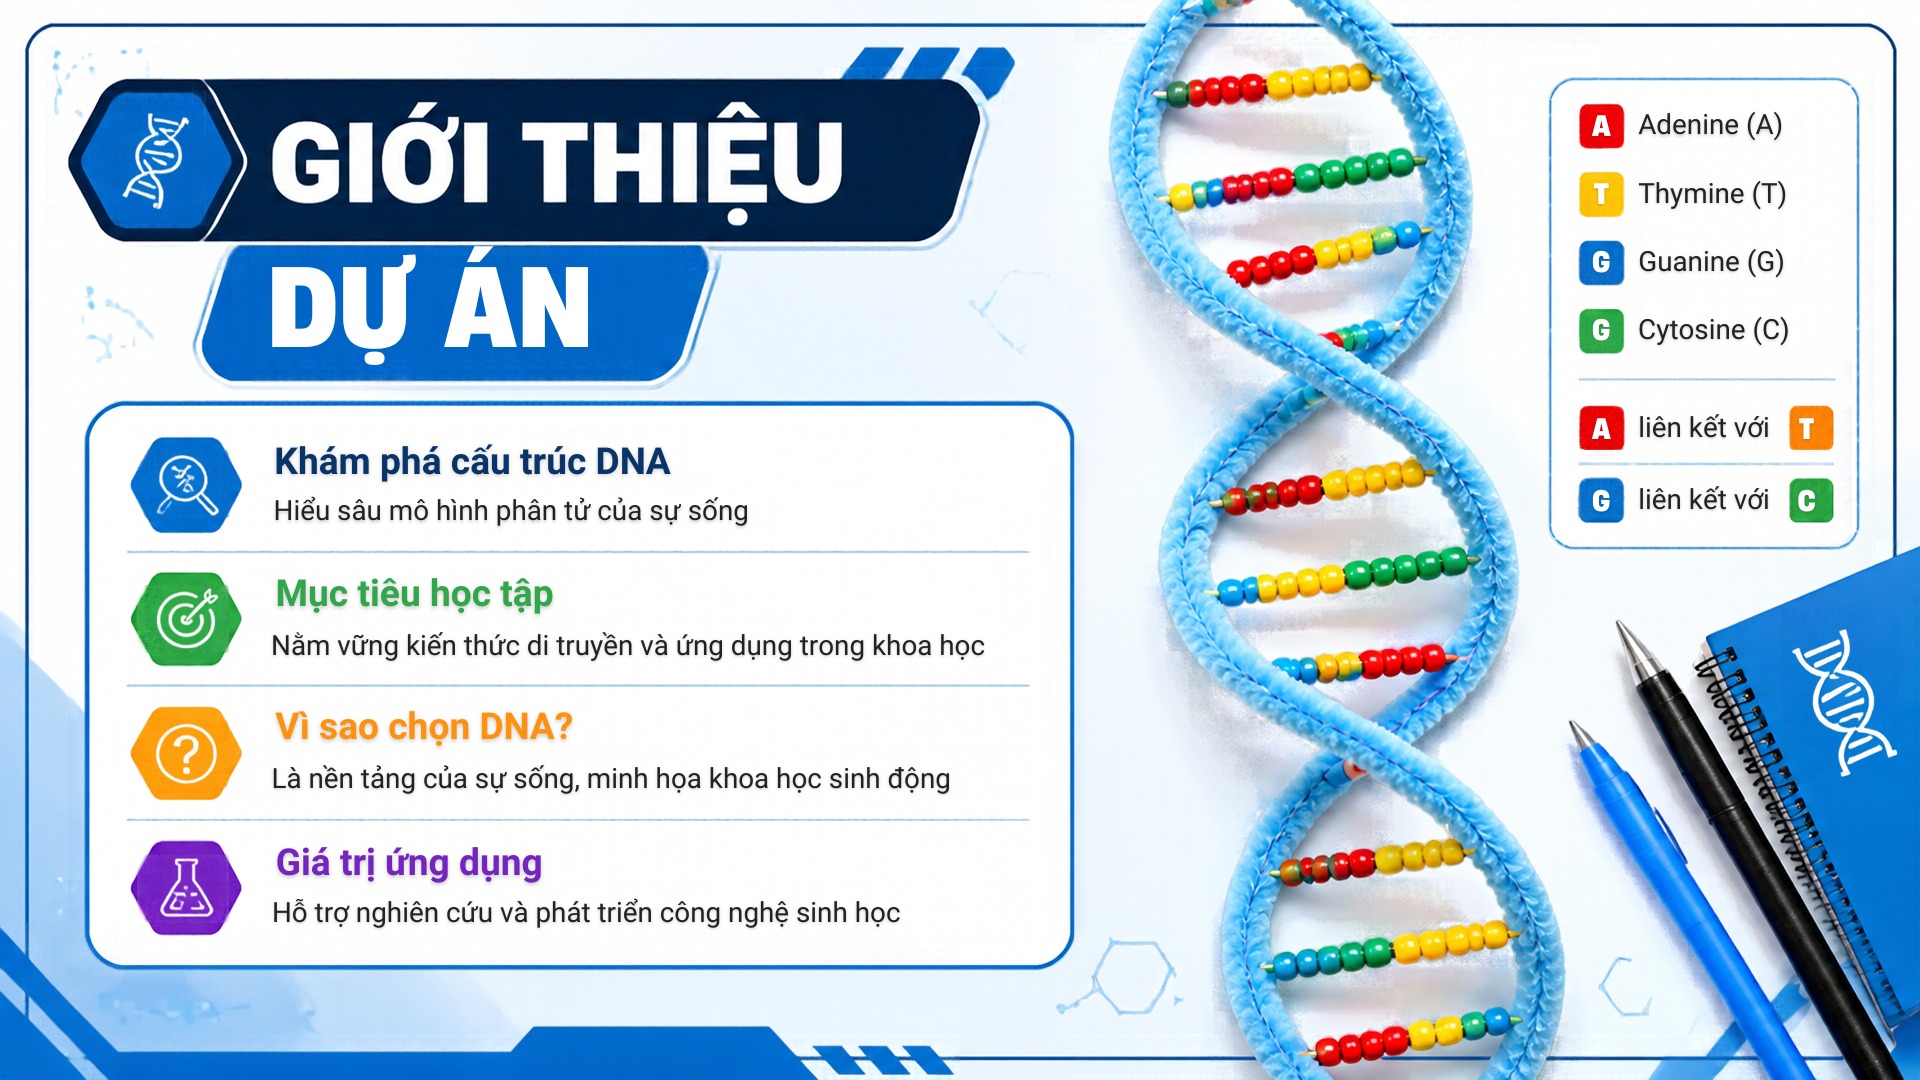 GIỚI THIỆU
DỰ ÁN
Khám phá cấu trúc DNA
Hiểu sâu mô hình phân tử của sự sống
Mục tiêu học tập
Nằm vững kiến thức di truyền và ứng dụng trong khoa học
Vì sao chọn DNA?
Là nền tảng của sự sống, minh họa khoa học sinh động
Giá trị ứng dụng
Hỗ trợ nghiên cứu và phát triển công nghệ sinh học
A Adenine (A)
T Thymine (T)
G Guanine (G)
G Cytosine (C)
A liên kết với T
G liên kết với C